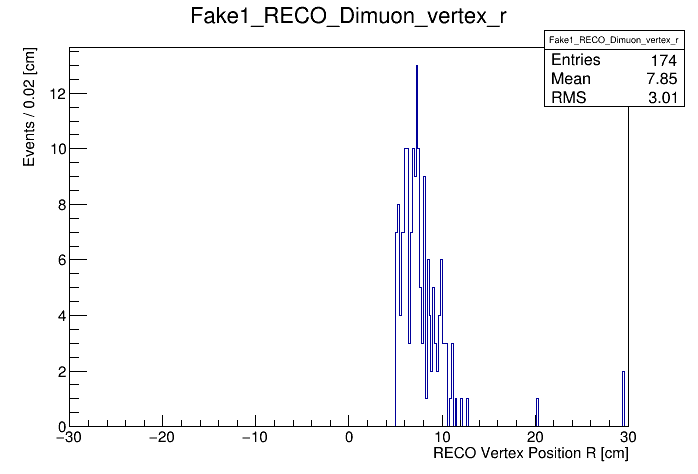 Fake1_RECO_Dimuon_vertex_r
Fake1_RECO_Dimuon_vertex_r
Entries 174
Mean 7.85
RMS 3.01
Events / 0.02 [cm]
12
10
8
6
4
2
0
−30 −20 −10 0 10 20 30
RECO Vertex Position R [cm]